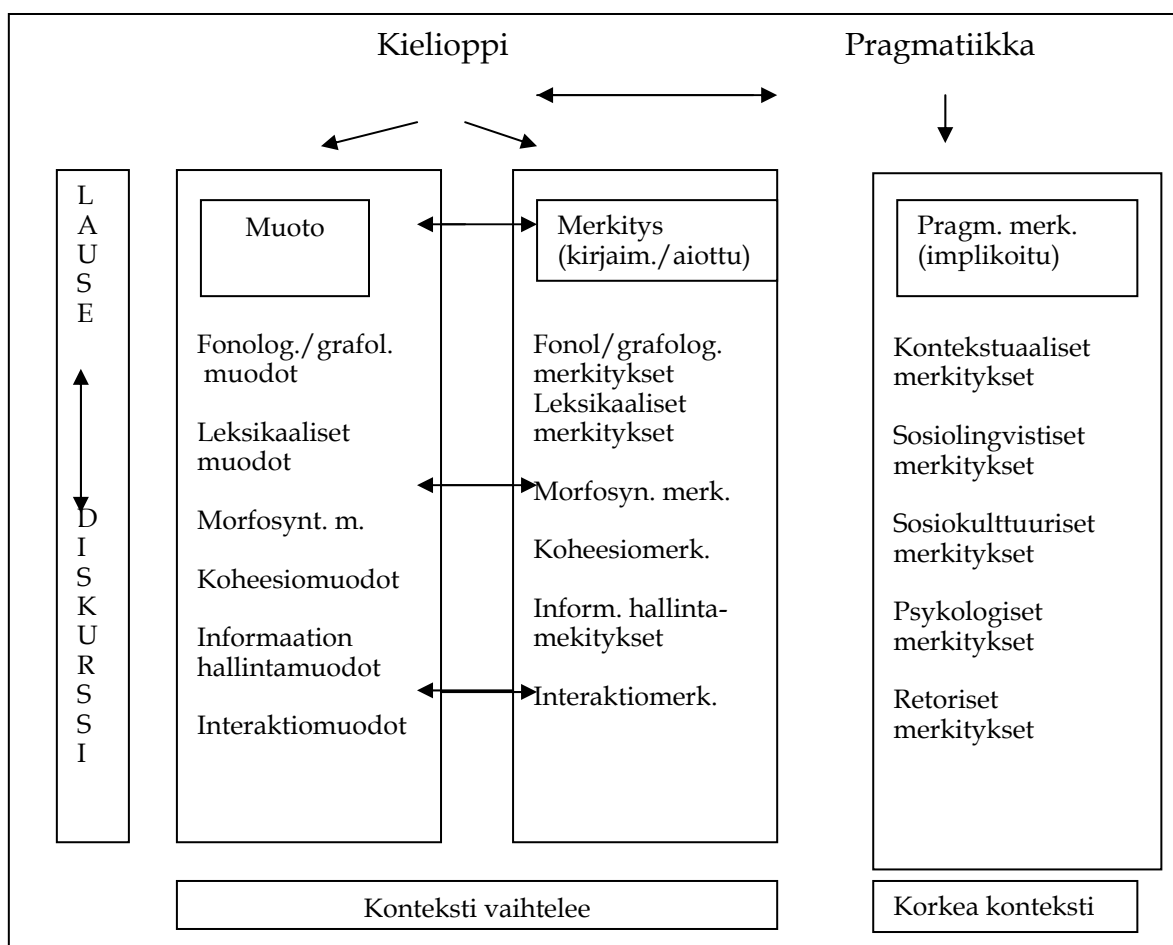 Kielioppi
Pragmatiikka
LAUSE
DISKURSSI
Muoto
Fonolog./grafol.
muodot
Leksikaaliset
muodot
Morfosynt. m.
Koheesiomuodot
Informaation
hallintamuodot
Interaktiomuodot
Merkitys
(kirjaim./aiottu)
Fonol/grafolog.
merkitykset
Leksikaaliset
merkitykset
Morfosyn. merk.
Koheesiomerk.
Inform. hallinta-
mekitykset
Interaktiomerk.
Pragm. merk.
(implikoitu)
Kontekstuaaliset
merkitykset
Sosiolingvistiset
merkitykset
Sosiokulttuuriset
merkitykset
Psykologiset
merkitykset
Retoriset
merkitykset
Konteksti vaihtelee
Korkea konteksti